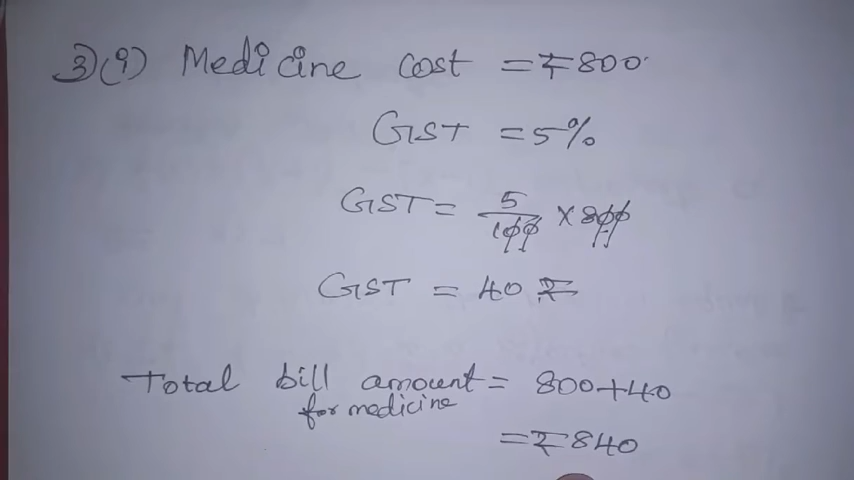 3) (9) Medicine cost = ₹800
GST = 5%
GST = 5/100 × 800
GST = 40 ₹
Total bill amount = 800+40
for medicine
= ₹840